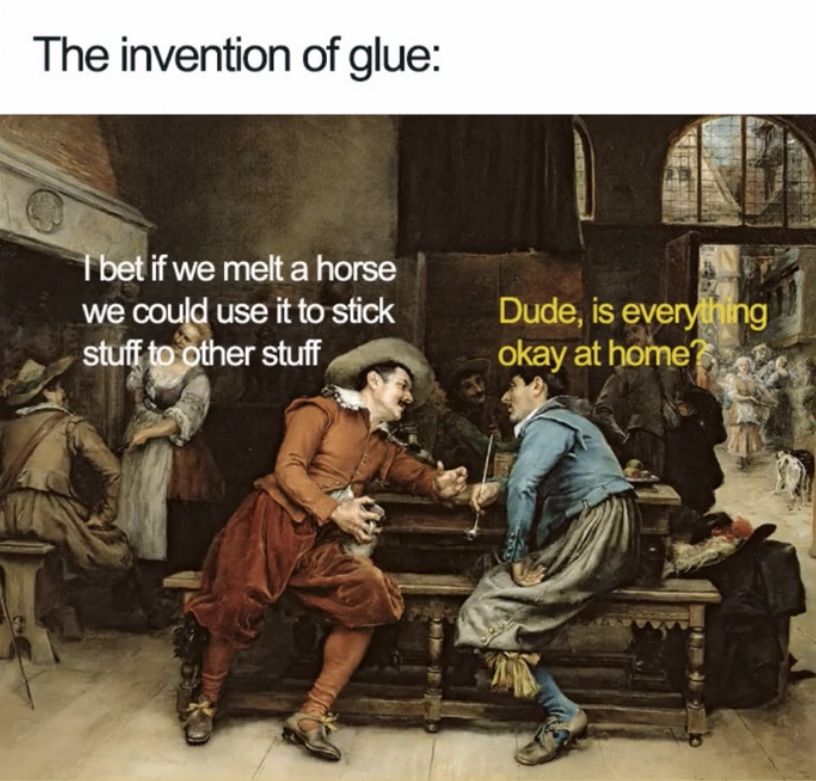 The invention of glue:
I bet if we melt a horse
we could use it to stick
stuff to other stuff
Dude, is everything
okay at home?